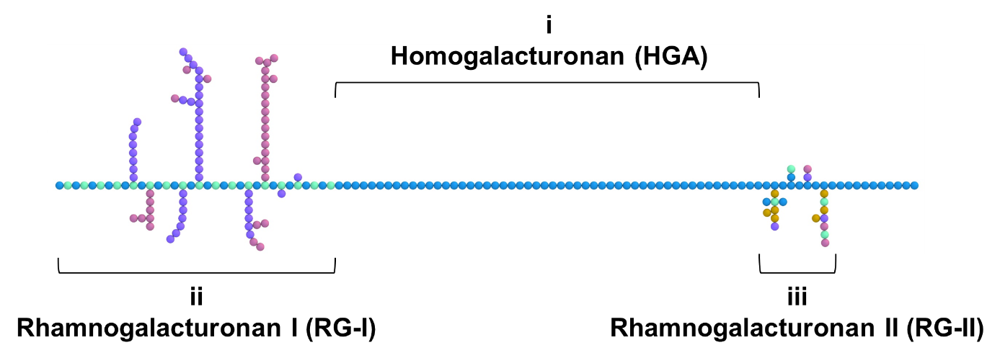 i
Homogalacturonan (HGA)
ii
Rhamnogalacturonan I (RG-I)
iii
Rhamnogalacturonan II (RG-II)